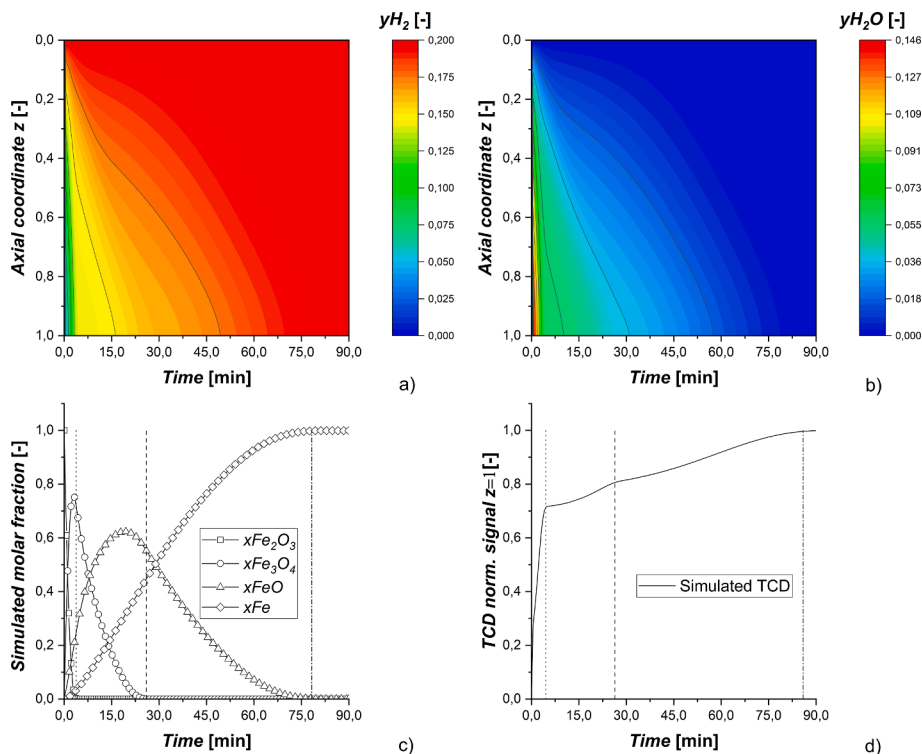 yH2 [-]
0,0
0,2
0,4
0,6
0,8
1,0
Axial coordinate z [-]
0,0 15,0 30,0 45,0 60,0 75,0 90,0
Time [min]
0,200
0,175
0,150
0,125
0,100
0,075
0,050
0,025
0,000
a)
yH2O [-]
0,0
0,2
0,4
0,6
0,8
1,0
Axial coordinate z [-]
0,0 15,0 30,0 45,0 60,0 75,0 90,0
Time [min]
0,146
0,128
0,109
0,091
0,073
0,055
0,036
0,018
0,000
b)
1,0
0,8
0,6
0,4
0,2
0,0
Simulated molar fraction [-]
xFe2O3
xFe3O4
xFeO
xFe
0,0 15,0 30,0 45,0 60,0 75,0 90,0
Time [min]
c)
1,0
0,8
0,6
0,4
0,2
0,0
TCD norm. signal z=1 [-]
Simulated TCD
0,0 15,0 30,0 45,0 60,0 75,0 90,0
Time [min]
d)